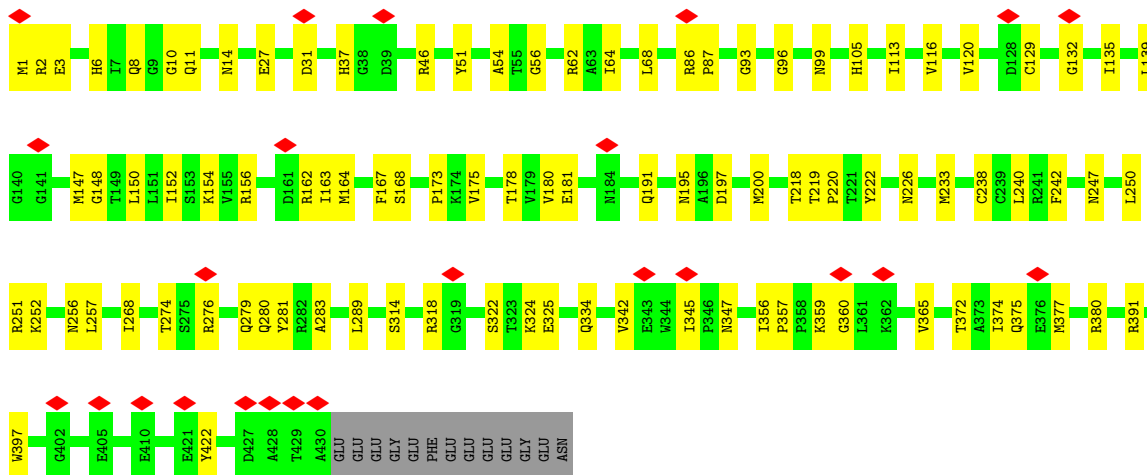 M1 R2 E3 H6 I7 Q8 G9 G10 Q11 N14 E27 D31 H37 G38 D39 R46 Y51 A54 T55 G56 R62 A63 I64 L68 R86 P87 G93 G96 N99 H105 I113 V116 V120 D128 C129 G132 I135 L139
G140 G141 M147 G148 T149 L150 L151 I152 S153 K154 V155 R156 D161 R162 I163 M164 F167 S168 P173 K174 V175 T178 V179 V180 E181 N184 Q191 N195 A196 D197 M200 T218 T219 P220 T221 Y222 N226 M233 C238 C239 L240 R241 F242 N247 L250
R251 K252 N256 L257 I268 T274 S275 R276 Q279 Q280 Y281 R282 A283 L289 S314 R318 G319 S322 T323 K324 E325 Q334 V342 E343 W344 I345 P346 N347 I356 P357 P358 K359 G360 L361 K362 V365 T372 A373 I374 Q375 E376 M377 R380 R391
W397 G402 E405 E410 E421 Y422 D427 A428 T429 A430 GLU GLU GLU GLY GLU PHE GLU GLU GLU GLU GLY GLU ASN